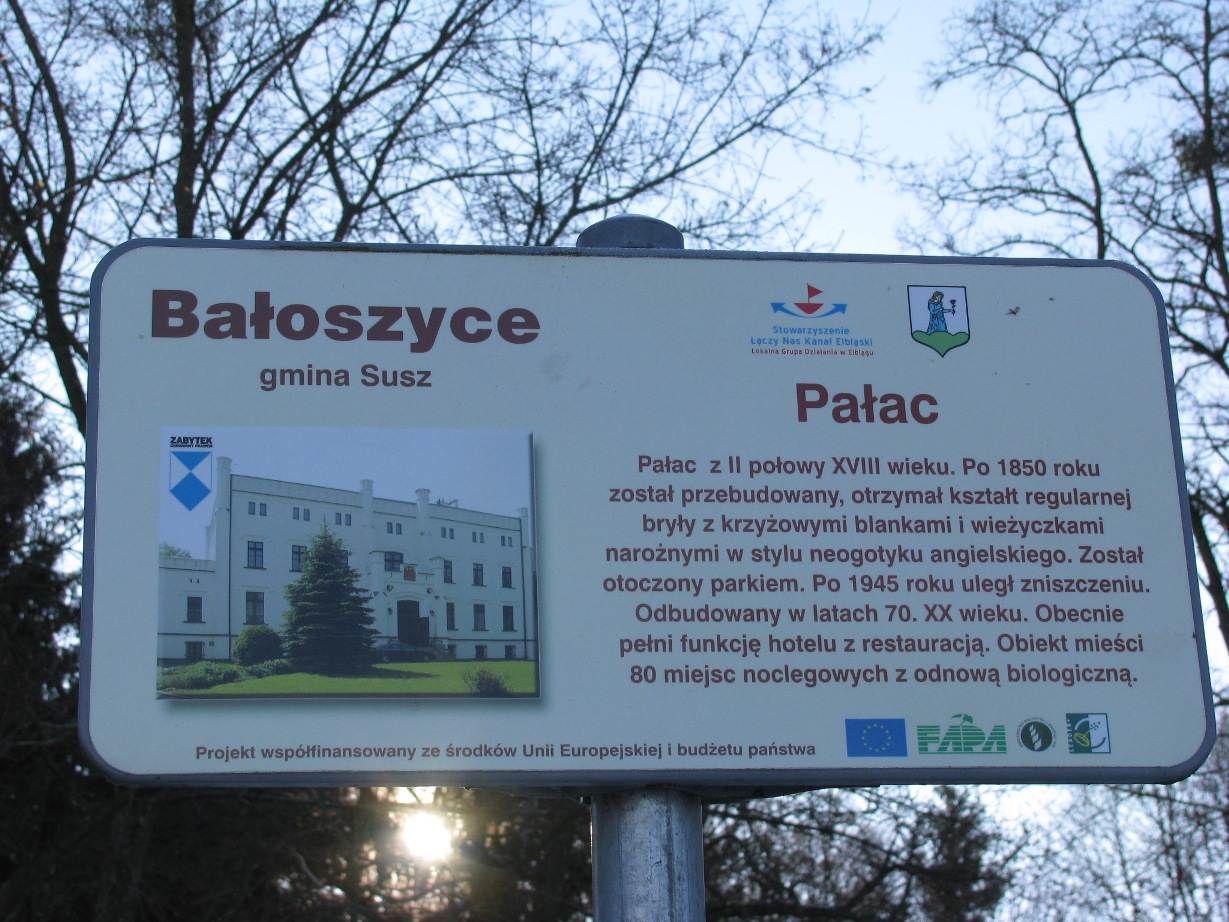 Bałoszyce
gmina Susz
ZABYTEK
CHRONIONY PRAWEM
Stowarzyszenie
Łączy Nas Kanał Elbląski
Lokalna Grupa Działania w Elblągu
Pałac
Pałac z II połowy XVIII wieku. Po 1850 roku
został przebudowany, otrzymał kształt regularnej
bryły z krzyżowymi blankami i wieżyczkami
narożnymi w stylu neogotyku angielskiego. Został
otoczony parkiem. Po 1945 roku uległ zniszczeniu.
Odbudowany w latach 70. XX wieku. Obecnie
pełni funkcję hotelu z restauracją. Obiekt mieści
80 miejsc noclegowych z odnową biologiczną.
Projekt współfinansowany ze środków Unii Europejskiej i budżetu państwa
FAPA